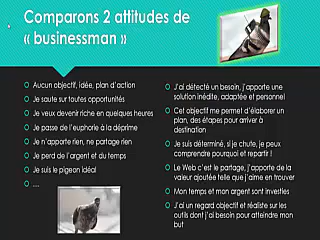 Comparons 2 attitudes de
« businessman »
Aucun objectif, idée, plan d'action
Je saute sur toutes opportunités
Je veux devenir riche en quelques heures
Je passe de l'euphorie à la déprime
Je n'apporte rien, ne partage rien
Je perd de l'argent et du temps
Je suis le pigeon idéal
....
J'ai détecté un besoin, j'apporte une
solution inédite, adaptée et personnel
Cet objectif me permet d'élaborer un
plan, des étapes pour arriver à
destination
Je suis déterminé, si je chute, je peux
comprendre pourquoi et repartir !
Le Web c'est le partage, j'apporte de la
valeur ajoutée telle que j'aime en trouver
Mon temps et mon argent sont investies
J'ai un regard objectif et réaliste sur les
outils dont j'ai besoin pour atteindre mon
but